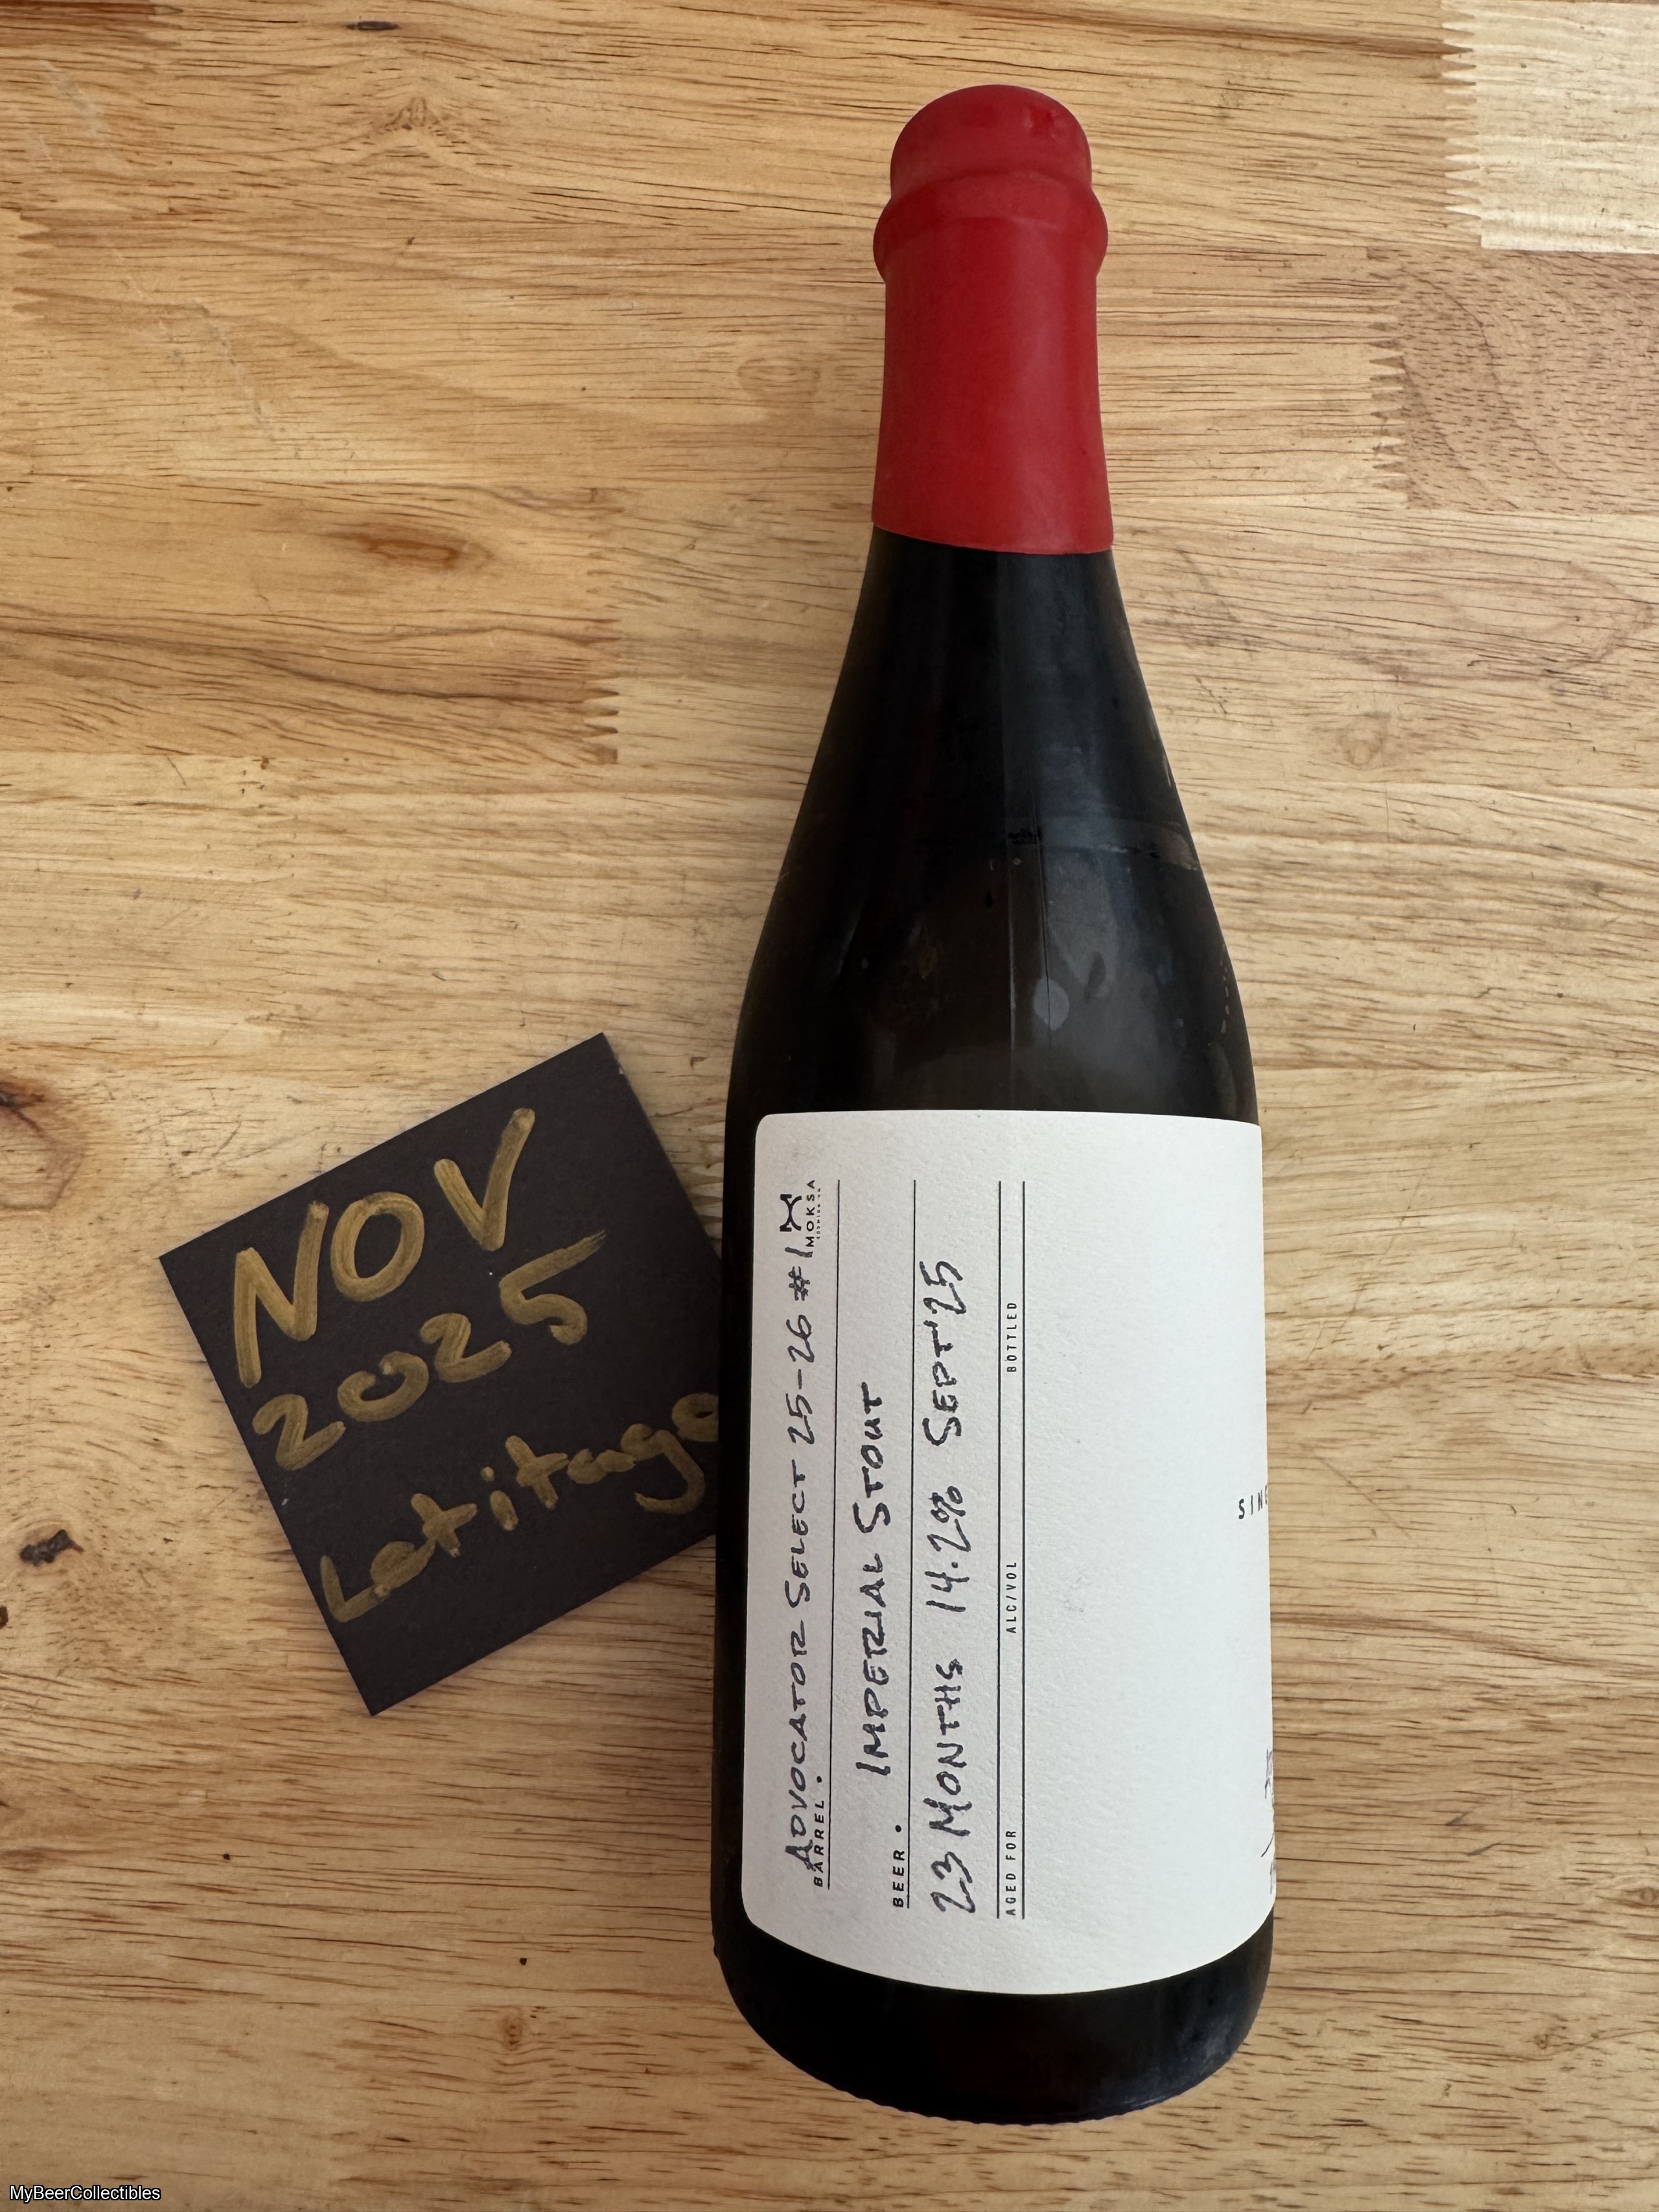 NOV
2025
Latitago
ADVOCATOR SELECT 25-26 #1
BARREL.
MOKSA
IMPERIAL STOUT
BEER.
23 MONTHS 14.2% SEPT'25
AGED FOR ALC/VOL BOTTLED
MyBeerCollectibles